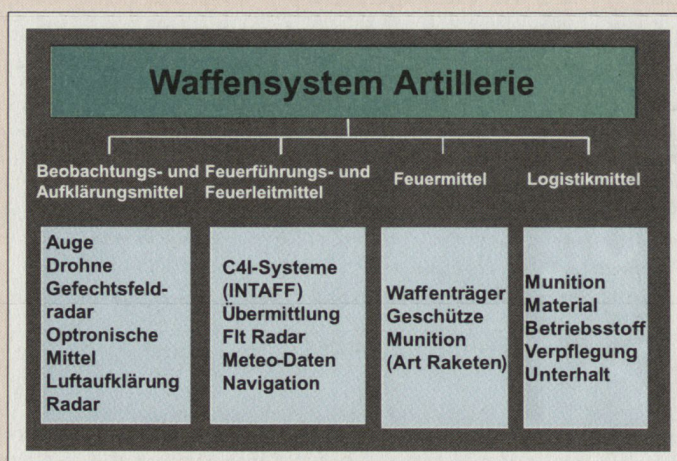 Waffensystem Artillerie
Beobachtungs- und
Aufklärungsmittel
Feuerführungs- und
Feuerleitmittel
Feuermittel
Logistikmittel
Auge
Drohne
Gefechtsfeld-
radar
Optronische
Mittel
Luftaufklärung
Radar
C4I-Systeme
(INTAFF)
Übermittlung
Flt Radar
Meteo-Daten
Navigation
Waffenträger
Geschütze
Munition
(Art Raketen)
Munition
Material
Betriebsstoff
Verpflegung
Unterhalt